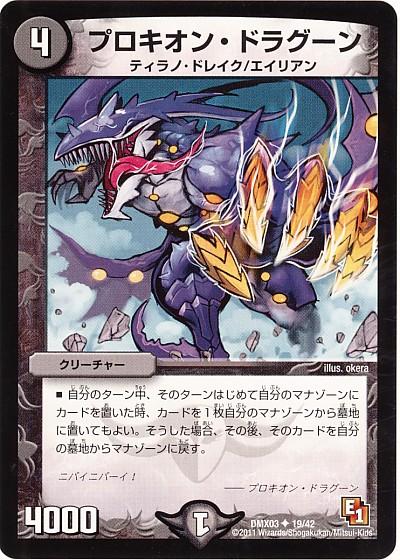 4
プロキオン・ドラグーン
ティラノ・ドレイク/エイリアン
illus. okera
クリーチャー
■ 自分のターン中、そのターンはじめて自分のマナゾーンに
カードを置いた時、カードを1枚自分のマナゾーンから墓地
に置いてもよい。そうした場合、その後、そのカードを自分
の墓地からマナゾーンに戻す。
ニバイニバーイ!
—— プロキオン・ドラグーン
4000
1
DMX03 ◆ 19/42
E1
©2011 Wizards/Shogakukan/Mitsui-Kids